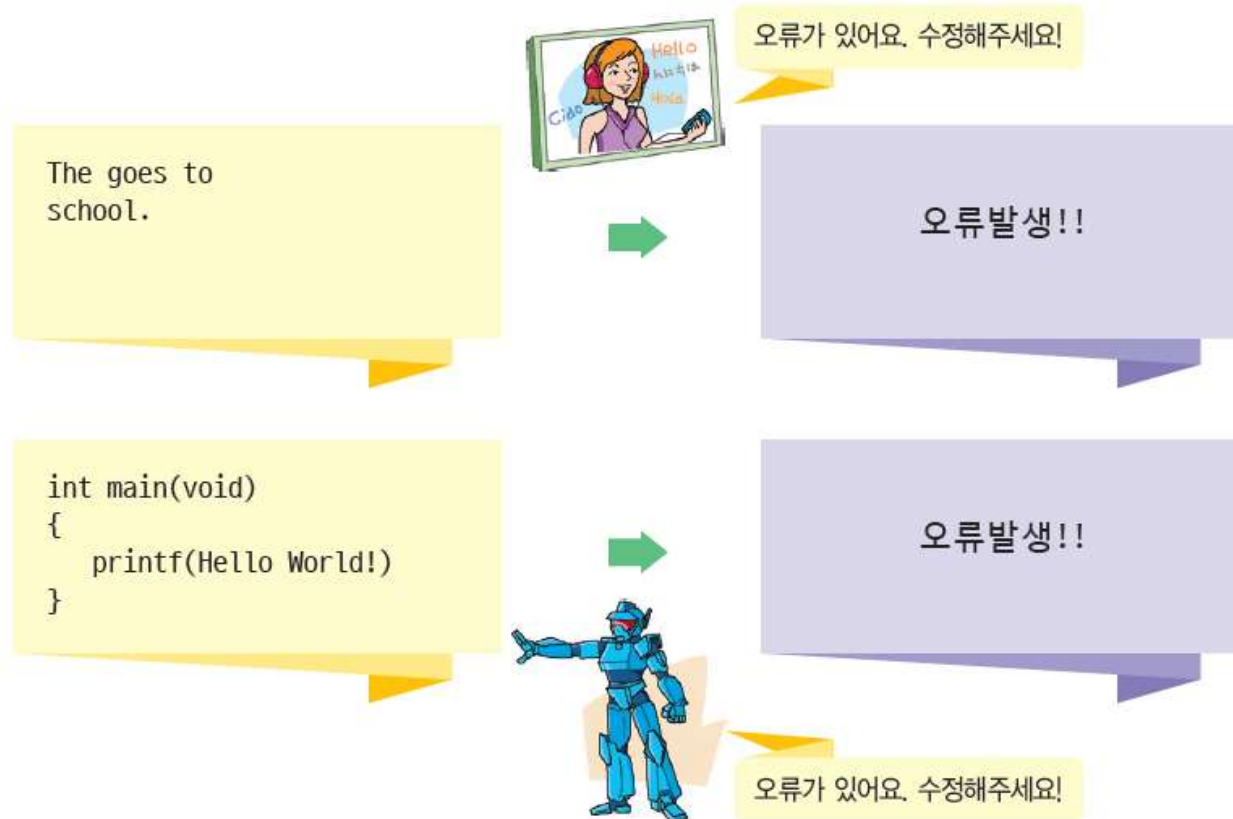 오류가 있어요. 수정해주세요!
Hello
Ciao
Hola
The goes to
school.
오류발생!!
int main(void)
{
printf(Hello World!)
}
오류발생!!
오류가 있어요. 수정해주세요!